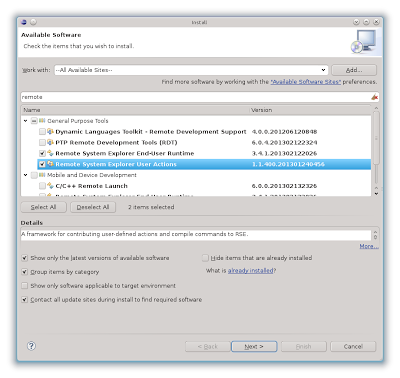 Install
Available Software
Check the items that you wish to install.
Work with: --All Available Sites-- Add...
Find more software by working with the "Available Software Sites" preferences.
remote
Name Version
General Purpose Tools
Dynamic Languages Toolkit - Remote Development Support 4.0.0.201206120848
PTP Remote Development Tools (RDT) 6.0.4.201302122324
Remote System Explorer End-User Runtime 3.4.1.201302122026
Remote System Explorer User Actions 1.1.400.201301240456
Mobile and Device Development
C/C++ Remote Launch 6.0.0.201302132326
Select All Deselect All 2 items selected
Details
A framework for contributing user-defined actions and compile commands to RSE.
More...
Show only the latest versions of available software Hide items that are already installed
Group items by category What is already installed?
Show only software applicable to target environment
Contact all update sites during install to find required software
? < Back Next > Finish Cancel